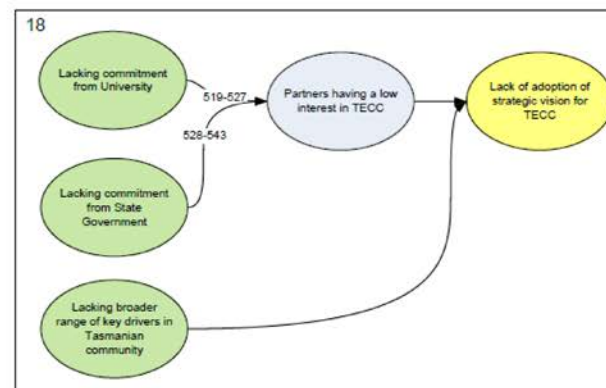 18
Lacking commitment
from University
519-527
Partners having a low
interest in TECC
Lack of adoption of
strategic vision for
TECC
528-543
Lacking commitment
from State
Government
Lacking broader
range of key drivers in
Tasmanian
community